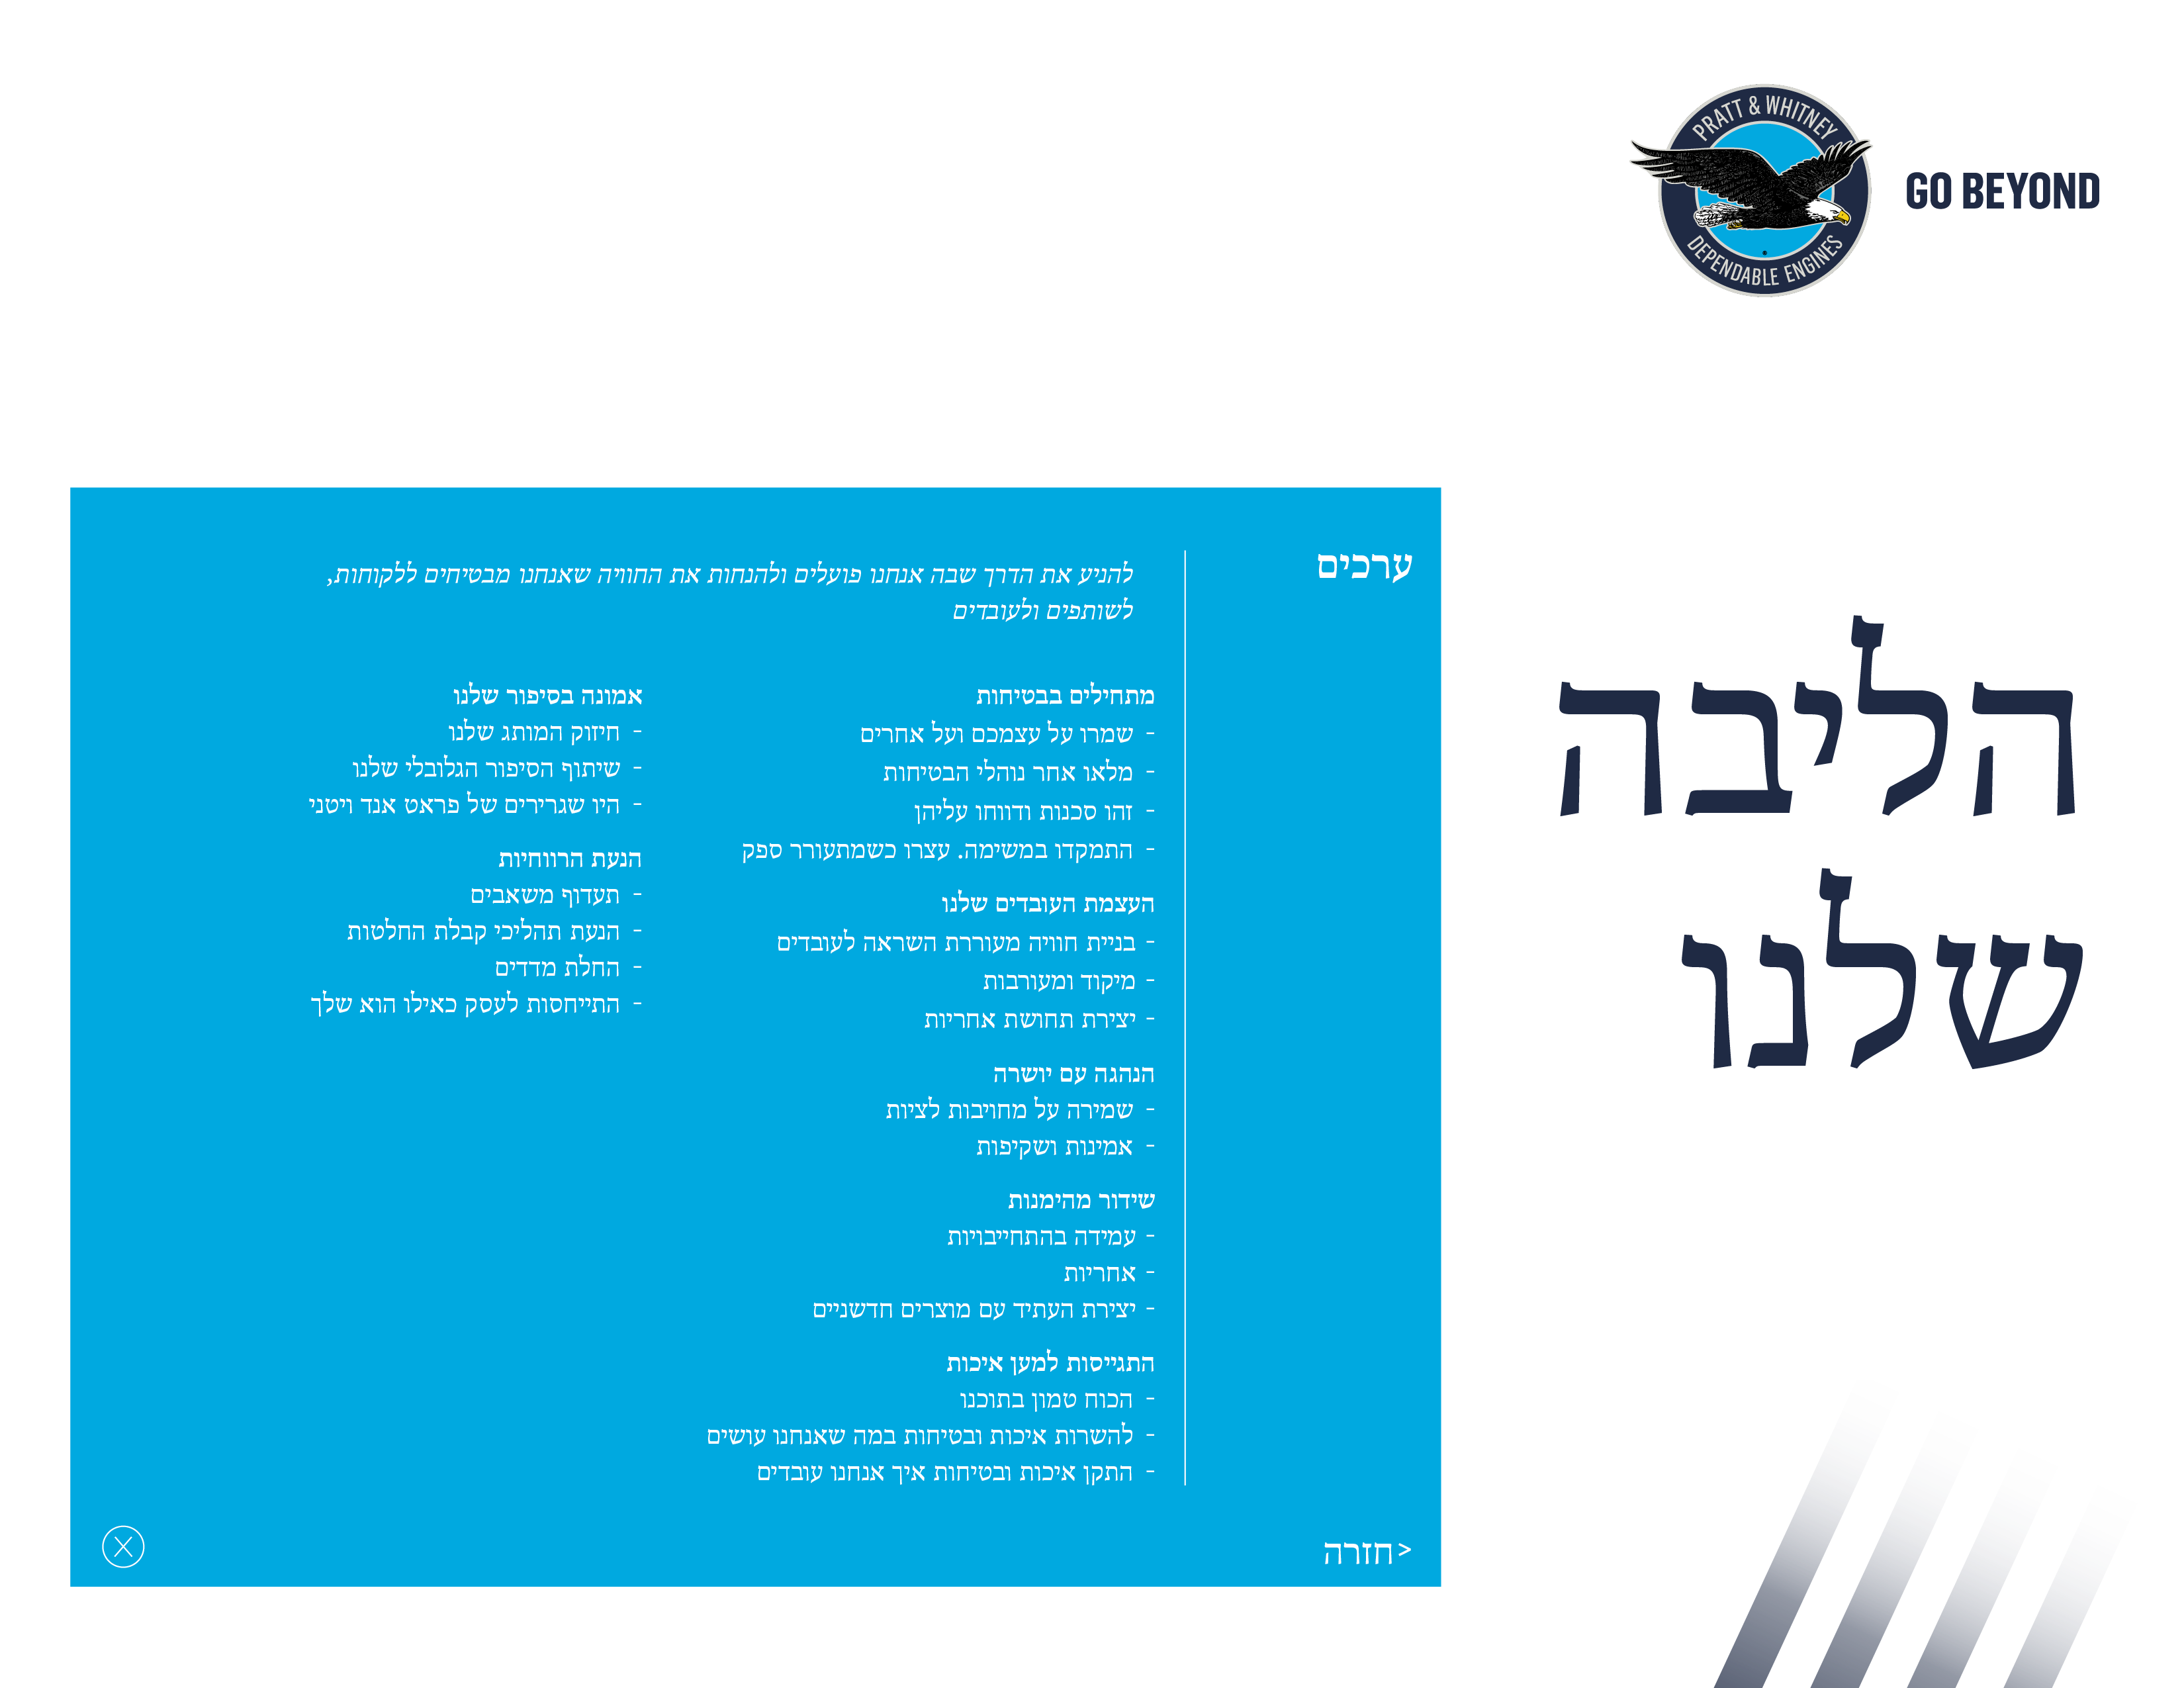 PRATT & WHITNEY
DEPENDABLE ENGINES
GO BEYOND
הליבה
שלנו
ערכים
להניע את הדרך שבה אנחנו פועלים ולהנחות את החוויה שאנחנו מבטיחים ללקוחות,
לשותפים ולעובדים
מתחילים בבטיחות
- שמרו על עצמכם ועל אחרים
- מלאו אחר נוהלי הבטיחות
- זהו סכנות ודווחו עליהן
- התמקדו במשימה. עצרו כשמתעורר ספק
העצמת העובדים שלנו
- בניית חוויה מעוררת השראה לעובדים
- מיקוד ומעורבות
- יצירת תחושת אחריות
הנהגה עם יושרה
- שמירה על מחויבות לציות
- אמינות ושקיפות
שידור מהימנות
- עמידה בהתחייבויות
- אחריות
- יצירת העתיד עם מוצרים חדשניים
התגייסות למען איכות
- הכוח טמון בתוכנו
- להשרות איכות ובטיחות במה שאנחנו עושים
- התקן איכות ובטיחות איך אנחנו עובדים
אמונה בסיפור שלנו
- חיזוק המותג שלנו
- שיתוף הסיפור הגלובלי שלנו
- היו שגרירים של פראט אנד ויטני
הנעת הרווחיות
- תעדוף משאבים
- הנעת תהליכי קבלת החלטות
- החלת מדדים
- התייחסות לעסק כאילו הוא שלך
< חזרה
X